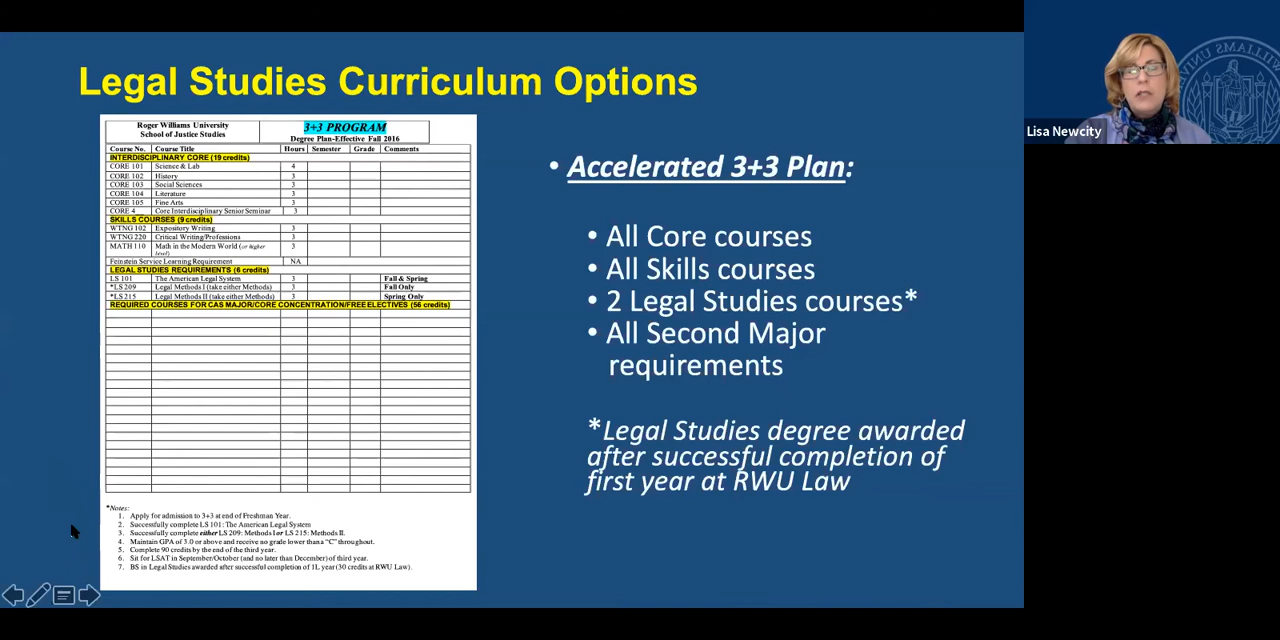 Legal Studies Curriculum Options
Roger Williams University
School of Justice Studies
3+3 PROGRAM
Degree Plan-Effective Fall 2016
Course No. Course Title Hours Semester Grade Comments
INTERDISCIPLINARY CORE (19 credits)
CORE 101 Science & Lab 4
CORE 102 History 3
CORE 103 Social Sciences 3
CORE 104 Literature 3
CORE 105 Fine Arts 3
CORE 4__ Core Interdisciplinary Senior Seminar 3
SKILLS COURSES (9 credits)
WTNG 102 Expository Writing 3
WTNG 220 Critical Writing/Professions 3
MATH 110 Math in the Modern World (or higher level) 3
Feinstein Service Learning Requirement NA
LEGAL STUDIES REQUIREMENTS (6 credits)
LS 101 The American Legal System 3 Fall & Spring
*LS 209 Legal Methods I (take either Methods) 3 Fall Only
*LS 215 Legal Methods II (take either Methods) 3 Spring Only
REQUIRED COURSES FOR CAS MAJOR/CORE CONCENTRATION/FREE ELECTIVES (56 credits)
*Notes:
1. Apply for admission to 3+3 at end of Freshman Year.
2. Successfully complete LS 101: The American Legal System
3. Successfully complete either LS 209: Methods I or LS 215: Methods II.
4. Maintain GPA of 3.0 or above and receive no grade lower than a “C” throughout.
5. Complete 90 credits by the end of the third year.
6. Sit for LSAT in September/October (and no later than December) of third year.
7. BS in Legal Studies awarded after successful completion of 1L year (30 credits at RWU Law).
• Accelerated 3+3 Plan:
• All Core courses
• All Skills courses
• 2 Legal Studies courses*
• All Second Major
requirements
*Legal Studies degree awarded
after successful completion of
first year at RWU Law
Lisa Newcity